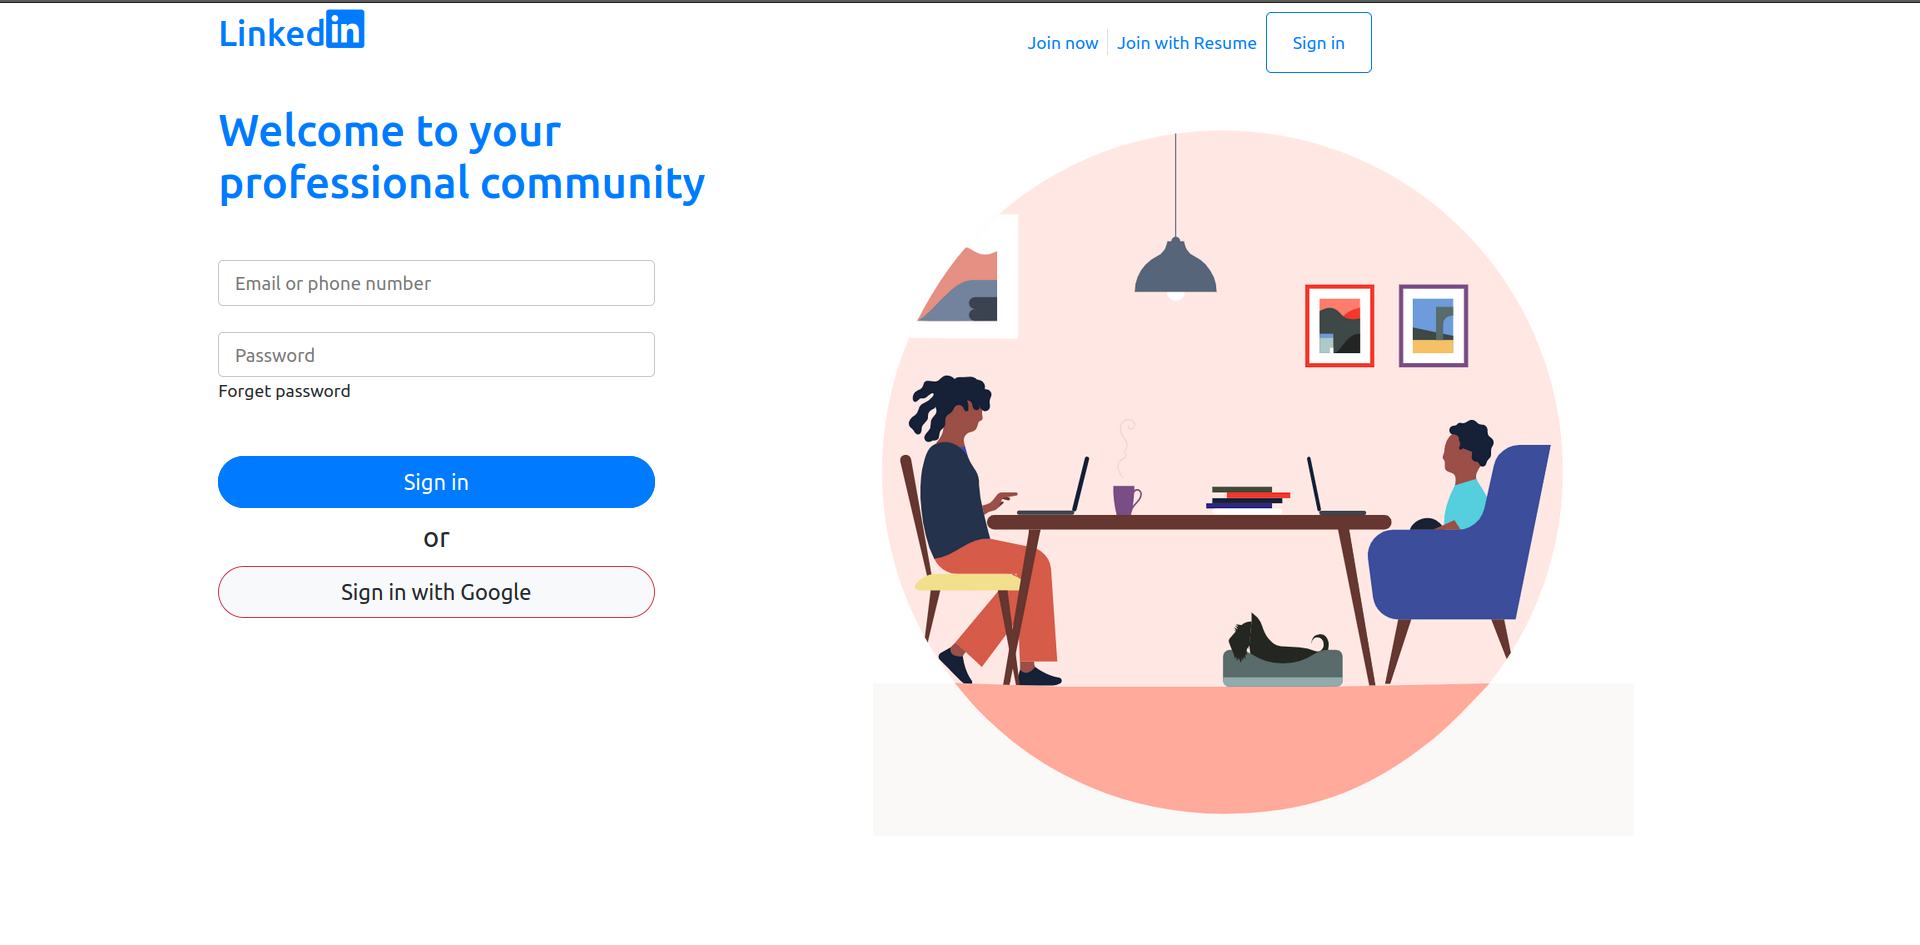 Linkedin
Join now
Join with Resume
Sign in
Welcome to your
professional community
Email or phone number
Password
Forget password
Sign in
or
Sign in with Google